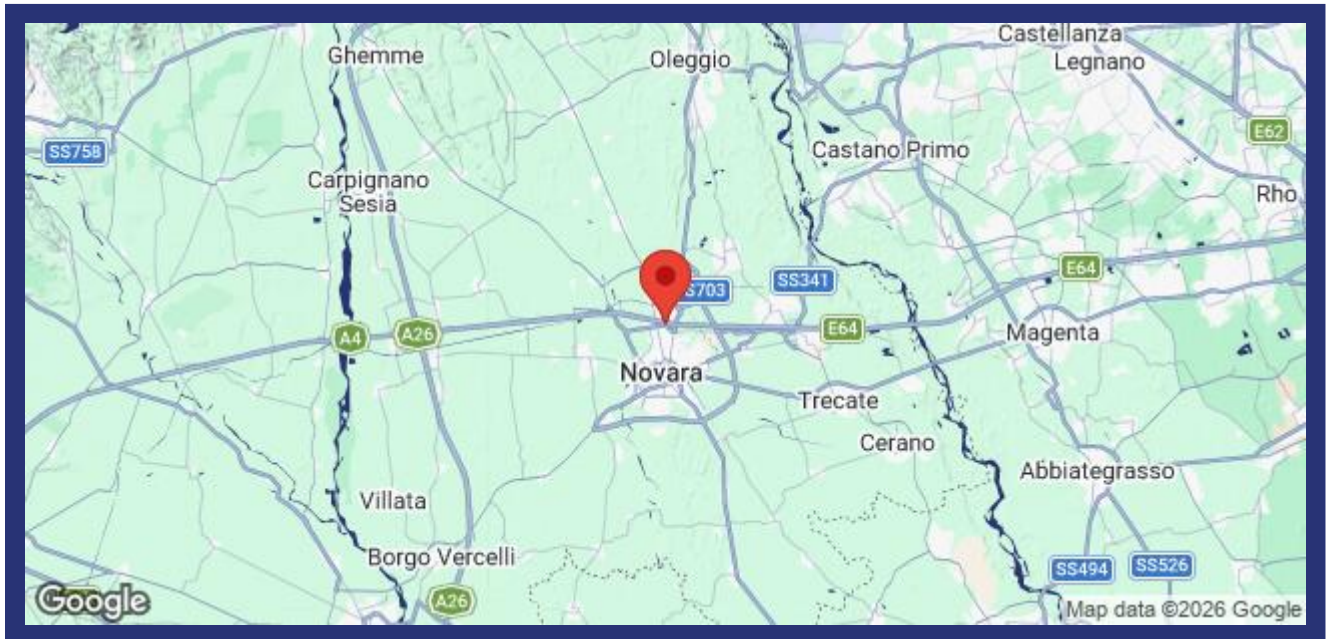 Castellanza
Ghemme
Oleggio
Legnano
E62
SS758
Castano Primo
Carpignano
Sesia
Rho
E64
SS341
S703
A4
A26
E64
Magenta
Novara
Trecate
Cerano
Abbiategrasso
Villata
Borgo Vercelli
SS494
SS526
A26
Google
Map data ©2026 Google